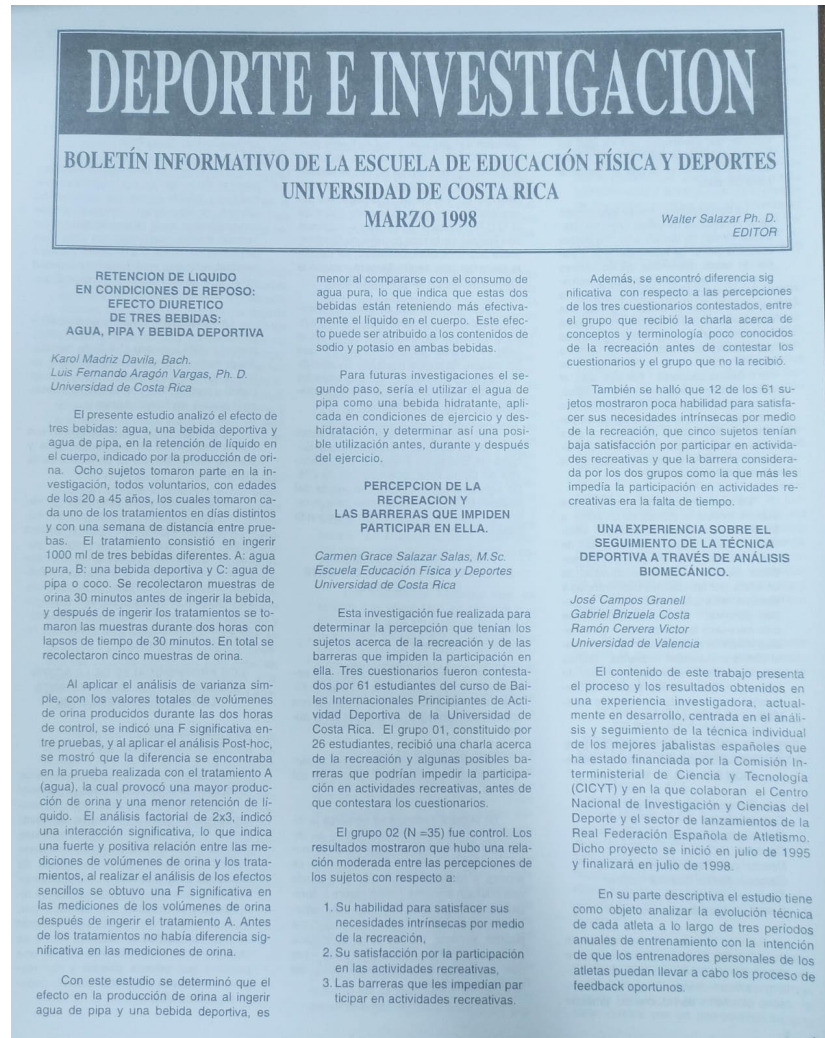 DEPORTE E INVESTIGACION
BOLETÍN INFORMATIVO DE LA ESCUELA DE EDUCACIÓN FÍSICA Y DEPORTES
UNIVERSIDAD DE COSTA RICA
MARZO 1998
Walter Salazar Ph. D.
EDITOR
RETENCION DE LIQUIDO
EN CONDICIONES DE REPOSO:
EFECTO DIURETICO
DE TRES BEBIDAS:
AGUA, PIPA Y BEBIDA DEPORTIVA
Karol Madriz Davila, Bach.
Luis Fernando Aragón Vargas, Ph. D.
Universidad de Costa Rica
El presente estudio analizó el efecto de
tres bebidas: agua, una bebida deportiva y
agua de pipa, en la retención de líquido en
el cuerpo, indicado por la producción de ori-
na. Ocho sujetos tomaron parte en la in-
vestigación, todos voluntarios, con edades
de los 20 a 45 años, los cuales tomaron ca-
da uno de los tratamientos en días distintos
y con una semana de distancia entre prue-
bas. El tratamiento consistió en ingerir
1000 ml de tres bebidas diferentes. A: agua
pura, B: una bebida deportiva y C: agua de
pipa o coco. Se recolectaron muestras de
orina 30 minutos antes de ingerir la bebida,
y después de ingerir los tratamientos se to-
maron las muestras durante dos horas con
lapsos de tiempo de 30 minutos. En total se
recolectaron cinco muestras de orina.
Al aplicar el análisis de varianza sim-
ple, con los valores totales de volúmenes
de orina producidos durante las dos horas
de control, se indicó una F significativa en-
tre pruebas, y al aplicar el análisis Post-hoc,
se mostró que la diferencia se encontraba
en la prueba realizada con el tratamiento A
(agua), la cual provocó una mayor produc-
ción de orina y una menor retención de lí-
quido. El análisis factorial de 2x3, indicó
una interacción significativa, lo que indica
una fuerte y positiva relación entre las me-
diciones de volúmenes de orina y los trata-
mientos, al realizar el análisis de los efectos
sencillos se obtuvo una F significativa en
las mediciones de los volúmenes de orina
después de ingerir el tratamiento A. Antes
de los tratamientos no había diferencia sig-
nificativa en las mediciones de orina.
Con este estudio se determinó que el
efecto en la producción de orina al ingerir
agua de pipa y una bebida deportiva, es
menor al compararse con el consumo de
agua pura, lo que indica que estas dos
bebidas están reteniendo más efectiva-
mente el líquido en el cuerpo. Este efec-
to puede ser atribuido a los contenidos de
sodio y potasio en ambas bebidas.
Para futuras investigaciones el se-
gundo paso, sería el utilizar el agua de
pipa como una bebida hidratante, apli-
cada en condiciones de ejercicio y des-
hidratación, y determinar así una posi-
ble utilización antes, durante y después
del ejercicio.
PERCEPCION DE LA
RECREACION Y
LAS BARRERAS QUE IMPIDEN
PARTICIPAR EN ELLA.
Carmen Grace Salazar Salas, M.Sc.
Escuela Educación Física y Deportes
Universidad de Costa Rica
Esta investigación fue realizada para
determinar la percepción que tenían los
sujetos acerca de la recreación y de las
barreras que impiden la participación en
ella. Tres cuestionarios fueron contesta-
dos por 61 estudiantes del curso de Bai-
les Internacionales Principiantes de Acti-
vidad Deportiva de la Universidad de
Costa Rica. El grupo 01, constituido por
26 estudiantes, recibió una charla acerca
de la recreación y algunas posibles ba-
rreras que podrían impedir la participa-
ción en actividades recreativas, antes de
que contestara los cuestionarios.
El grupo 02 (N =35) fue control. Los
resultados mostraron que hubo una rela-
ción moderada entre las percepciones de
los sujetos con respecto a:
1. Su habilidad para satisfacer sus
necesidades intrínsecas por medio
de la recreación,
2. Su satisfacción por la participación
en las actividades recreativas,
3. Las barreras que les impedían par
ticipar en actividades recreativas.
Además, se encontró diferencia sig
nificativa con respecto a las percepciones
de los tres cuestionarios contestados, entre
el grupo que recibió la charla acerca de
conceptos y terminología poco conocidos
de la recreación antes de contestar los
cuestionarios y el grupo que no la recibió.
También se halló que 12 de los 61 su-
jetos mostraron poca habilidad para satisfa-
cer sus necesidades intrínsecas por medio
de la recreación, que cinco sujetos tenían
baja satisfacción por participar en activida-
des recreativas y que la barrera considera-
da por los dos grupos como la que más les
impedía la participación en actividades re-
creativas era la falta de tiempo.
UNA EXPERIENCIA SOBRE EL
SEGUIMIENTO DE LA TÉCNICA
DEPORTIVA A TRAVÉS DE ANÁLISIS
BIOMECÁNICO.
José Campos Granell
Gabriel Brizuela Costa
Ramón Cervera Victor
Universidad de Valencia
El contenido de este trabajo presenta
el proceso y los resultados obtenidos en
una experiencia investigadora, actual-
mente en desarrollo, centrada en el análi-
sis y seguimiento de la técnica individual
de los mejores jabalistas españoles que
ha estado financiada por la Comisión In-
terministerial de Ciencia y Tecnología
(CICYT) y en la que colaboran el Centro
Nacional de Investigación y Ciencias del
Deporte y el sector de lanzamientos de la
Real Federación Española de Atletismo.
Dicho proyecto se inició en julio de 1995
y finalizará en julio de 1998.
En su parte descriptiva el estudio tiene
como objeto analizar la evolución técnica
de cada atleta a lo largo de tres períodos
anuales de entrenamiento con la intención
de que los entrenadores personales de los
atletas puedan llevar a cabo los proceso de
feedback oportunos.